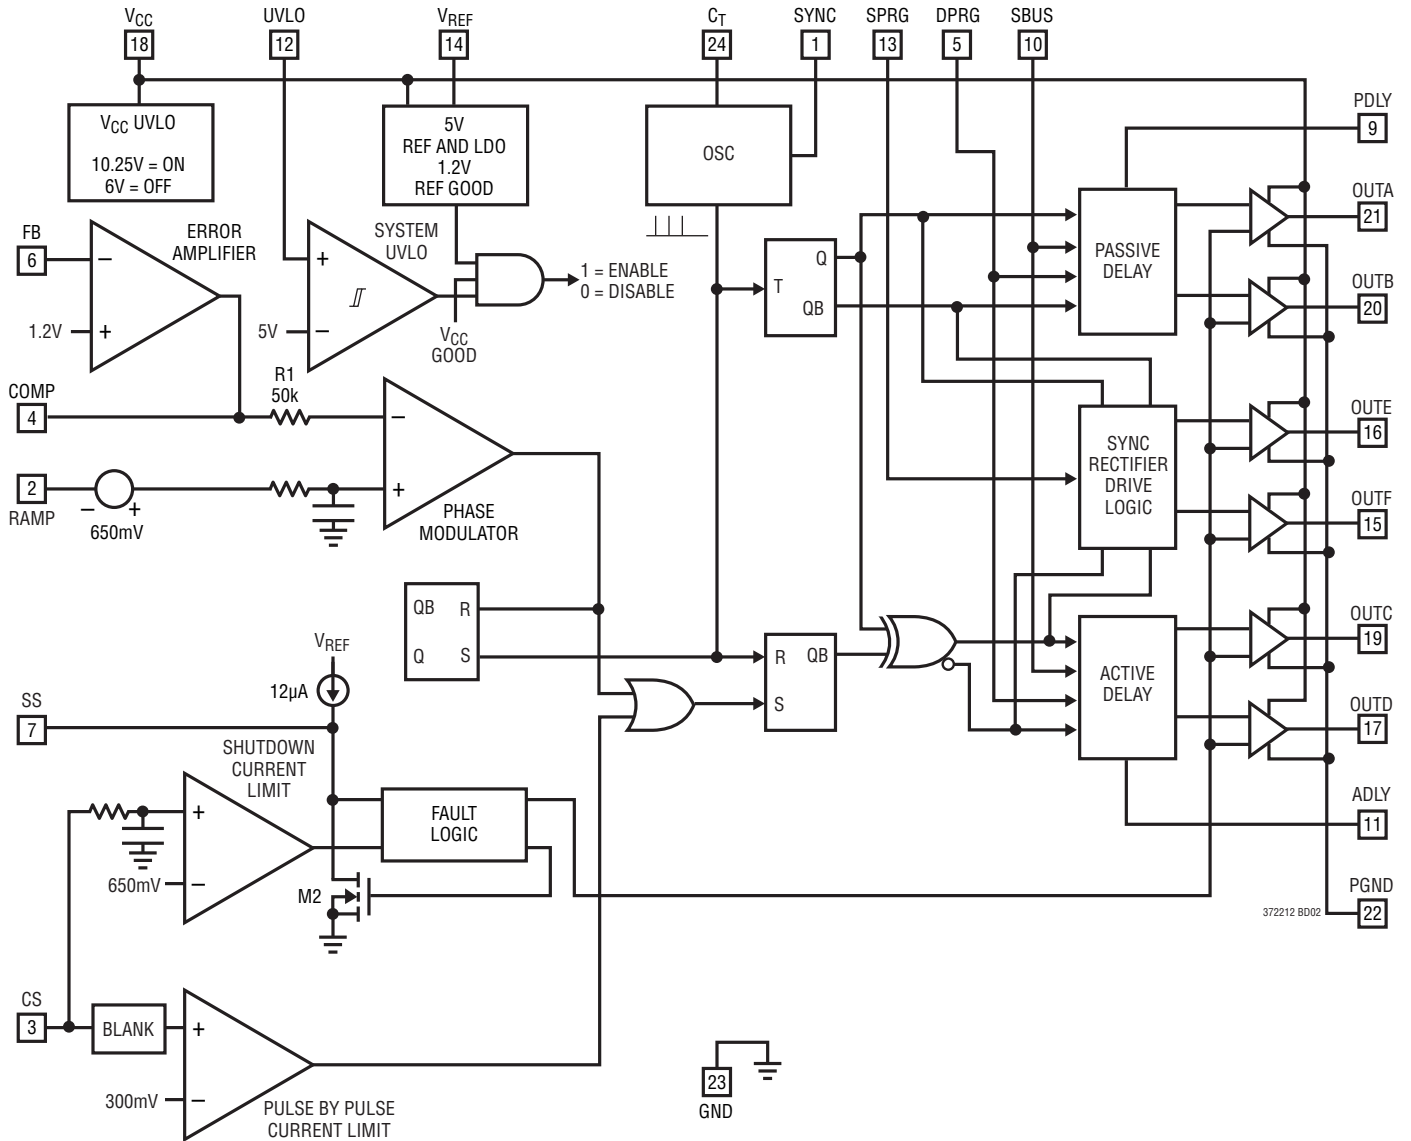 VCC
UVLO
VREF
CT
SYNC
SPRG
DPRG
SBUS
18
12
14
24
1
13
5
10
PDLY
9
VCC UVLO
10.25V = ON
6V = OFF
5V
REF AND LDO
1.2V
REF GOOD
OSC
OUTA
21
FB
6
ERROR
AMPLIFIER
–
+
1.2V
SYSTEM
UVLO
+
–
5V
1 = ENABLE
0 = DISABLE
VCC
GOOD
T
Q
QB
PASSIVE
DELAY
OUTB
20
COMP
4
R1
50k
–
+
PHASE
MODULATOR
2
RAMP
–
+
650mV
SYNC
RECTIFIER
DRIVE
LOGIC
OUTE
16
OUTF
15
QB
R
Q
S
R
QB
S
ACTIVE
DELAY
OUTC
19
OUTD
17
VREF
12µA
SS
7
SHUTDOWN
CURRENT
LIMIT
+
–
650mV
FAULT
LOGIC
M2
ADLY
11
PGND
22
372212 BD02
CS
3
BLANK
+
–
300mV
PULSE BY PULSE
CURRENT LIMIT
23
GND